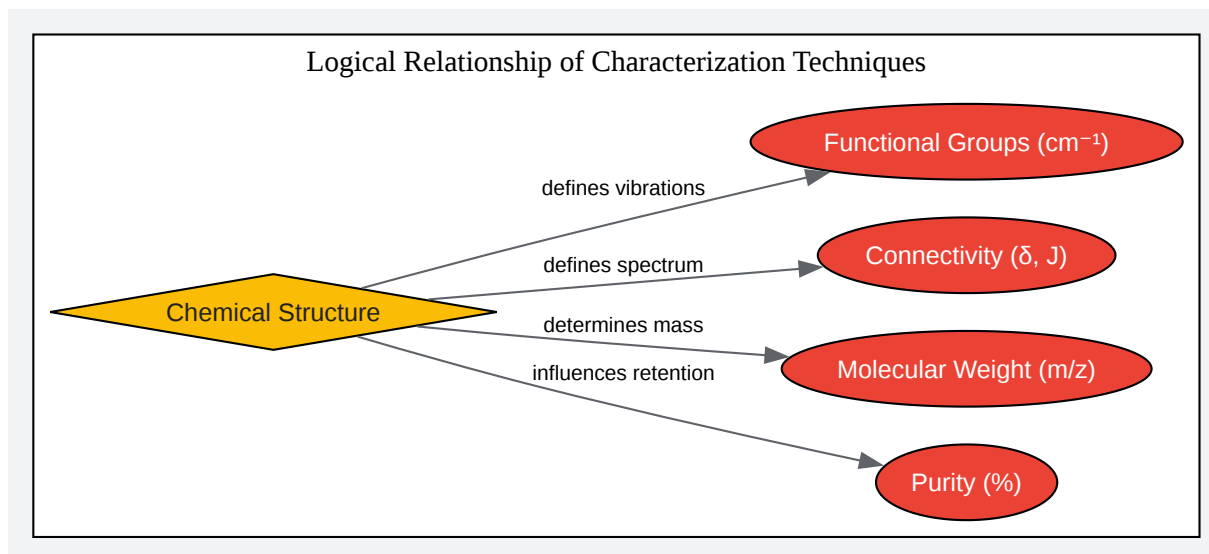 Logical Relationship of Characterization Techniques
Functional Groups (cm⁻¹)
defines vibrations
Connectivity (δ, J)
defines spectrum
Chemical Structure
determines mass
Molecular Weight (m/z)
influences retention
Purity (%)